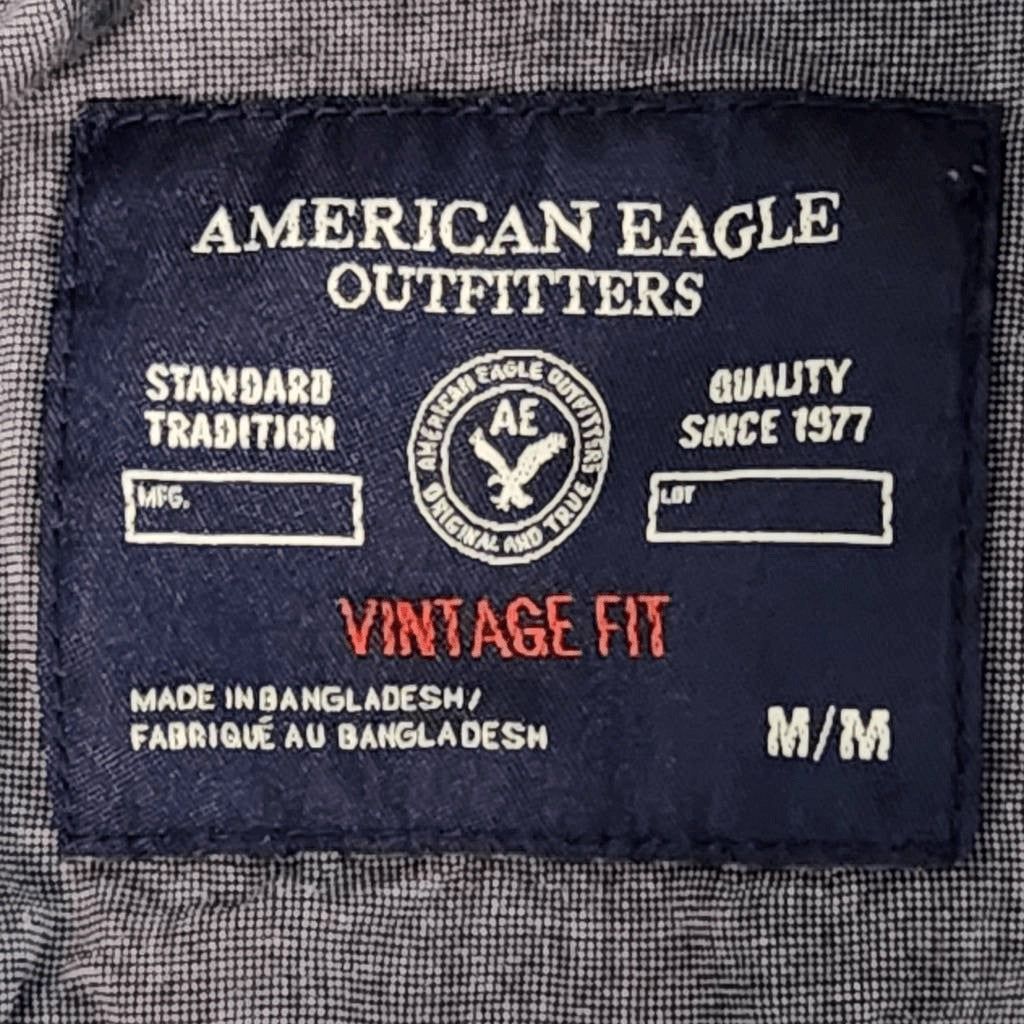 AMERICAN EAGLE
OUTFITTERS
STANDARD
TRADITION
MFG.
AMERICAN EAGLE OUTFITTERS
AE
ORIGINAL AND TRUE
QUALITY
SINCE 1977
LOT
VINTAGE FIT
MADE IN BANGLADESH/
FABRIQUÉ AU BANGLADESH
M/M